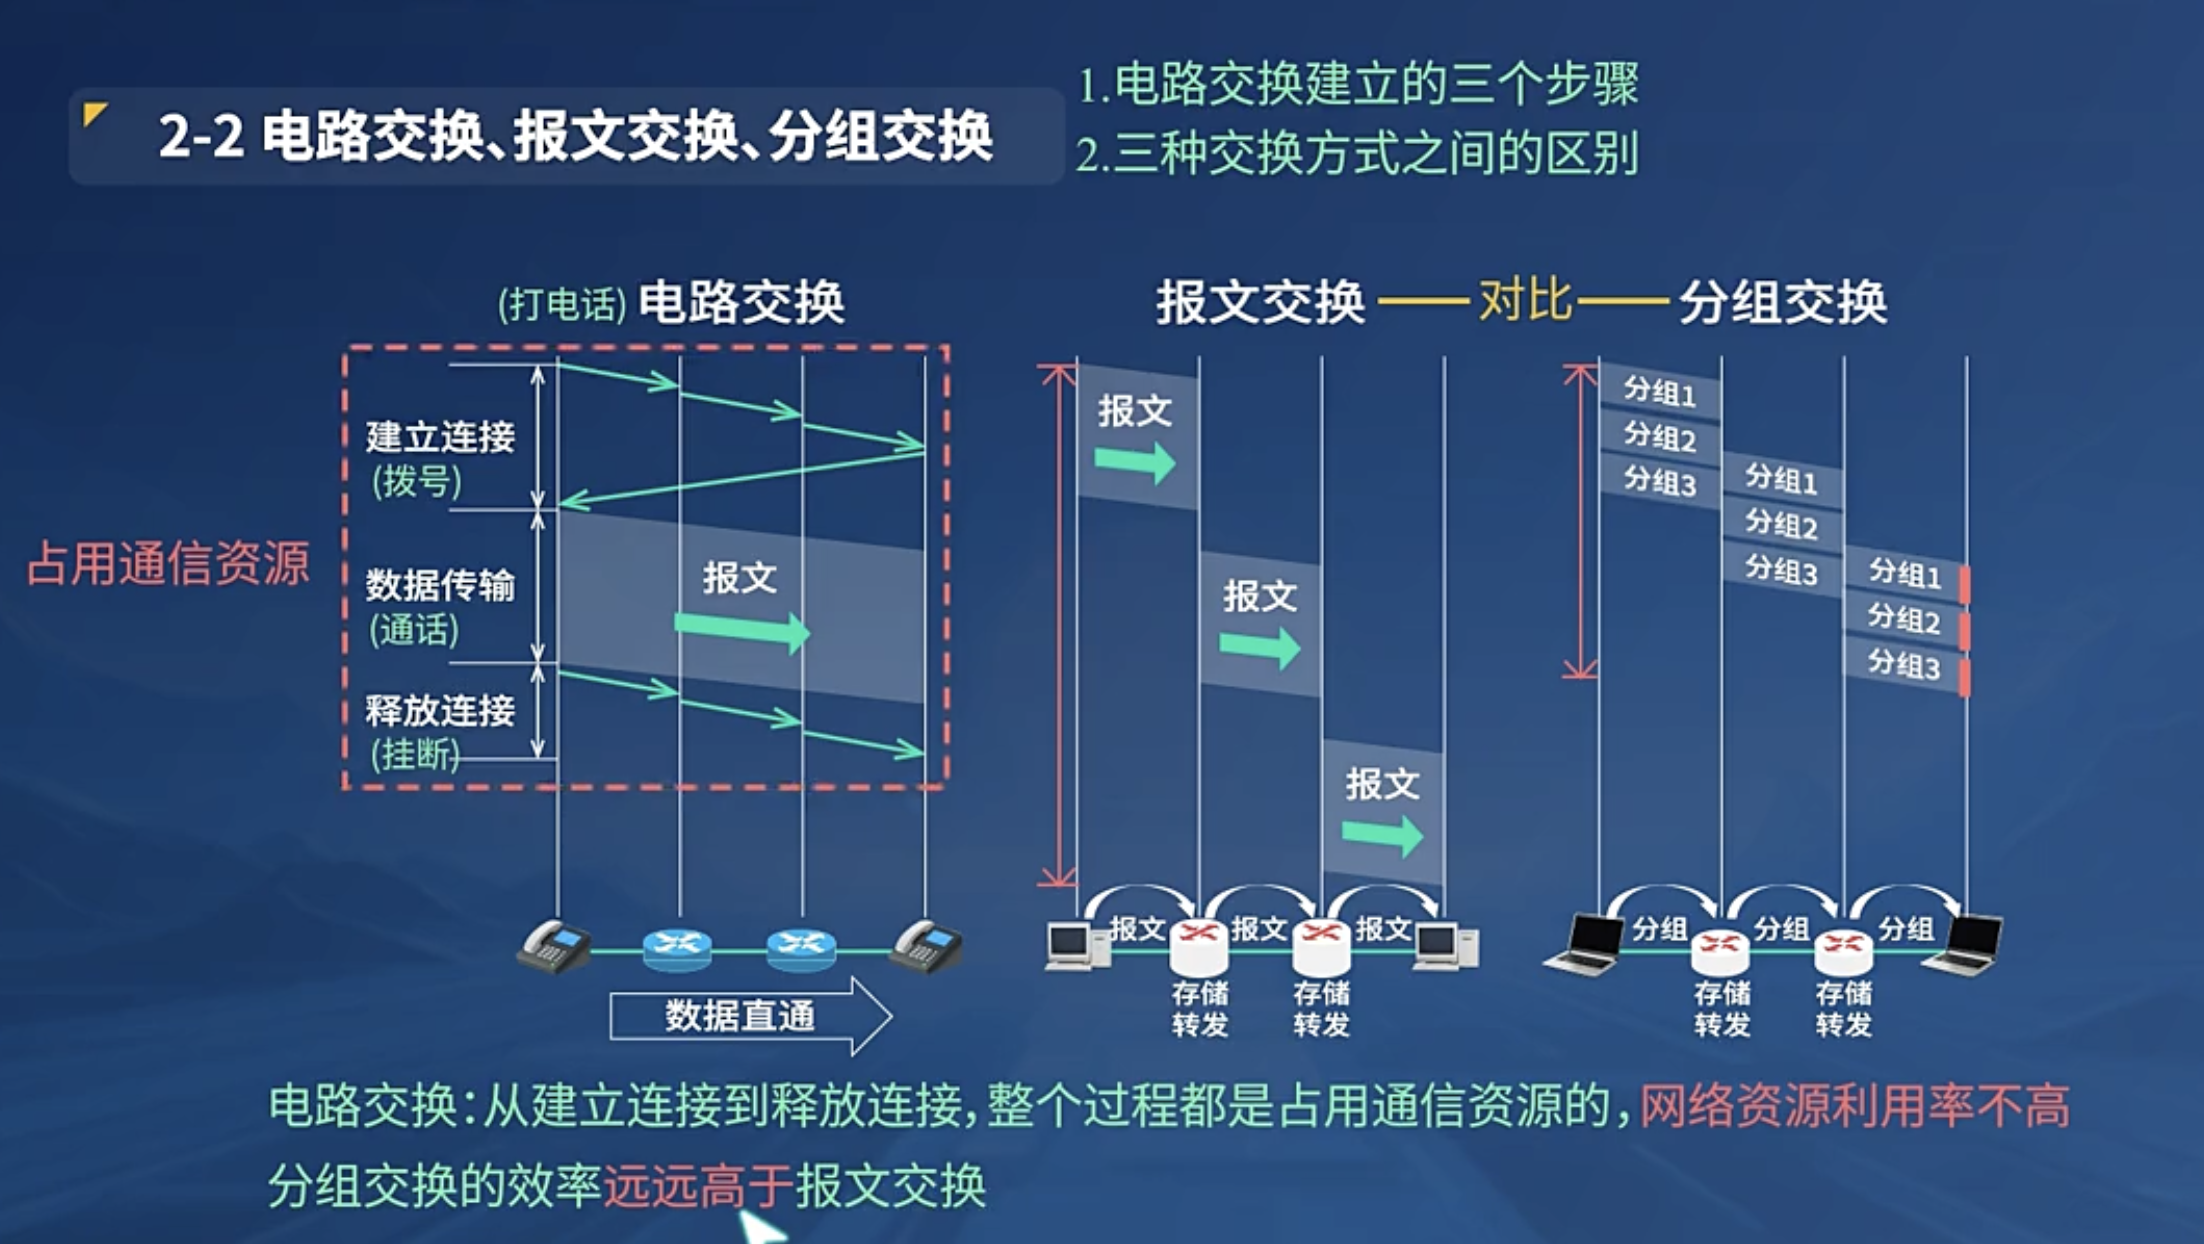 1.电路交换建立的三个步骤
2-2 电路交换、报文交换、分组交换
2.三种交换方式之间的区别
(打电话) 电路交换
报文交换——对比——分组交换
建立连接
(拨号)
占用通信资源
数据传输
(通话)
释放连接
(挂断)
报文
报文
报文
报文
分组1
分组2
分组3
分组1
分组2
分组3
分组1
分组2
分组3
报文 报文 报文
分组 分组 分组
数据直通
存储
转发
存储
转发
存储
转发
存储
转发
电路交换：从建立连接到释放连接，整个过程都是占用通信资源的，网络资源利用率不高
分组交换的效率远远高于报文交换